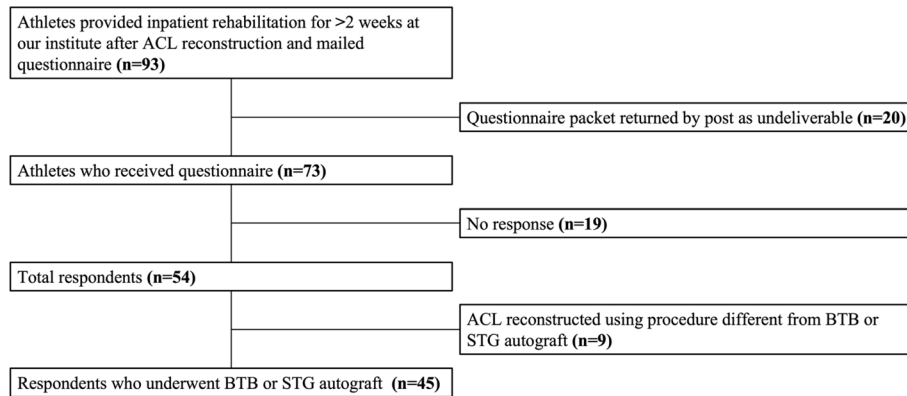 Athletes provided inpatient rehabilitation for >2 weeks at
our institute after ACL reconstruction and mailed
questionnaire (n=93)
Questionnaire packet returned by post as undeliverable (n=20)
Athletes who received questionnaire (n=73)
No response (n=19)
Total respondents (n=54)
ACL reconstructed using procedure different from BTB or
STG autograft (n=9)
Respondents who underwent BTB or STG autograft (n=45)